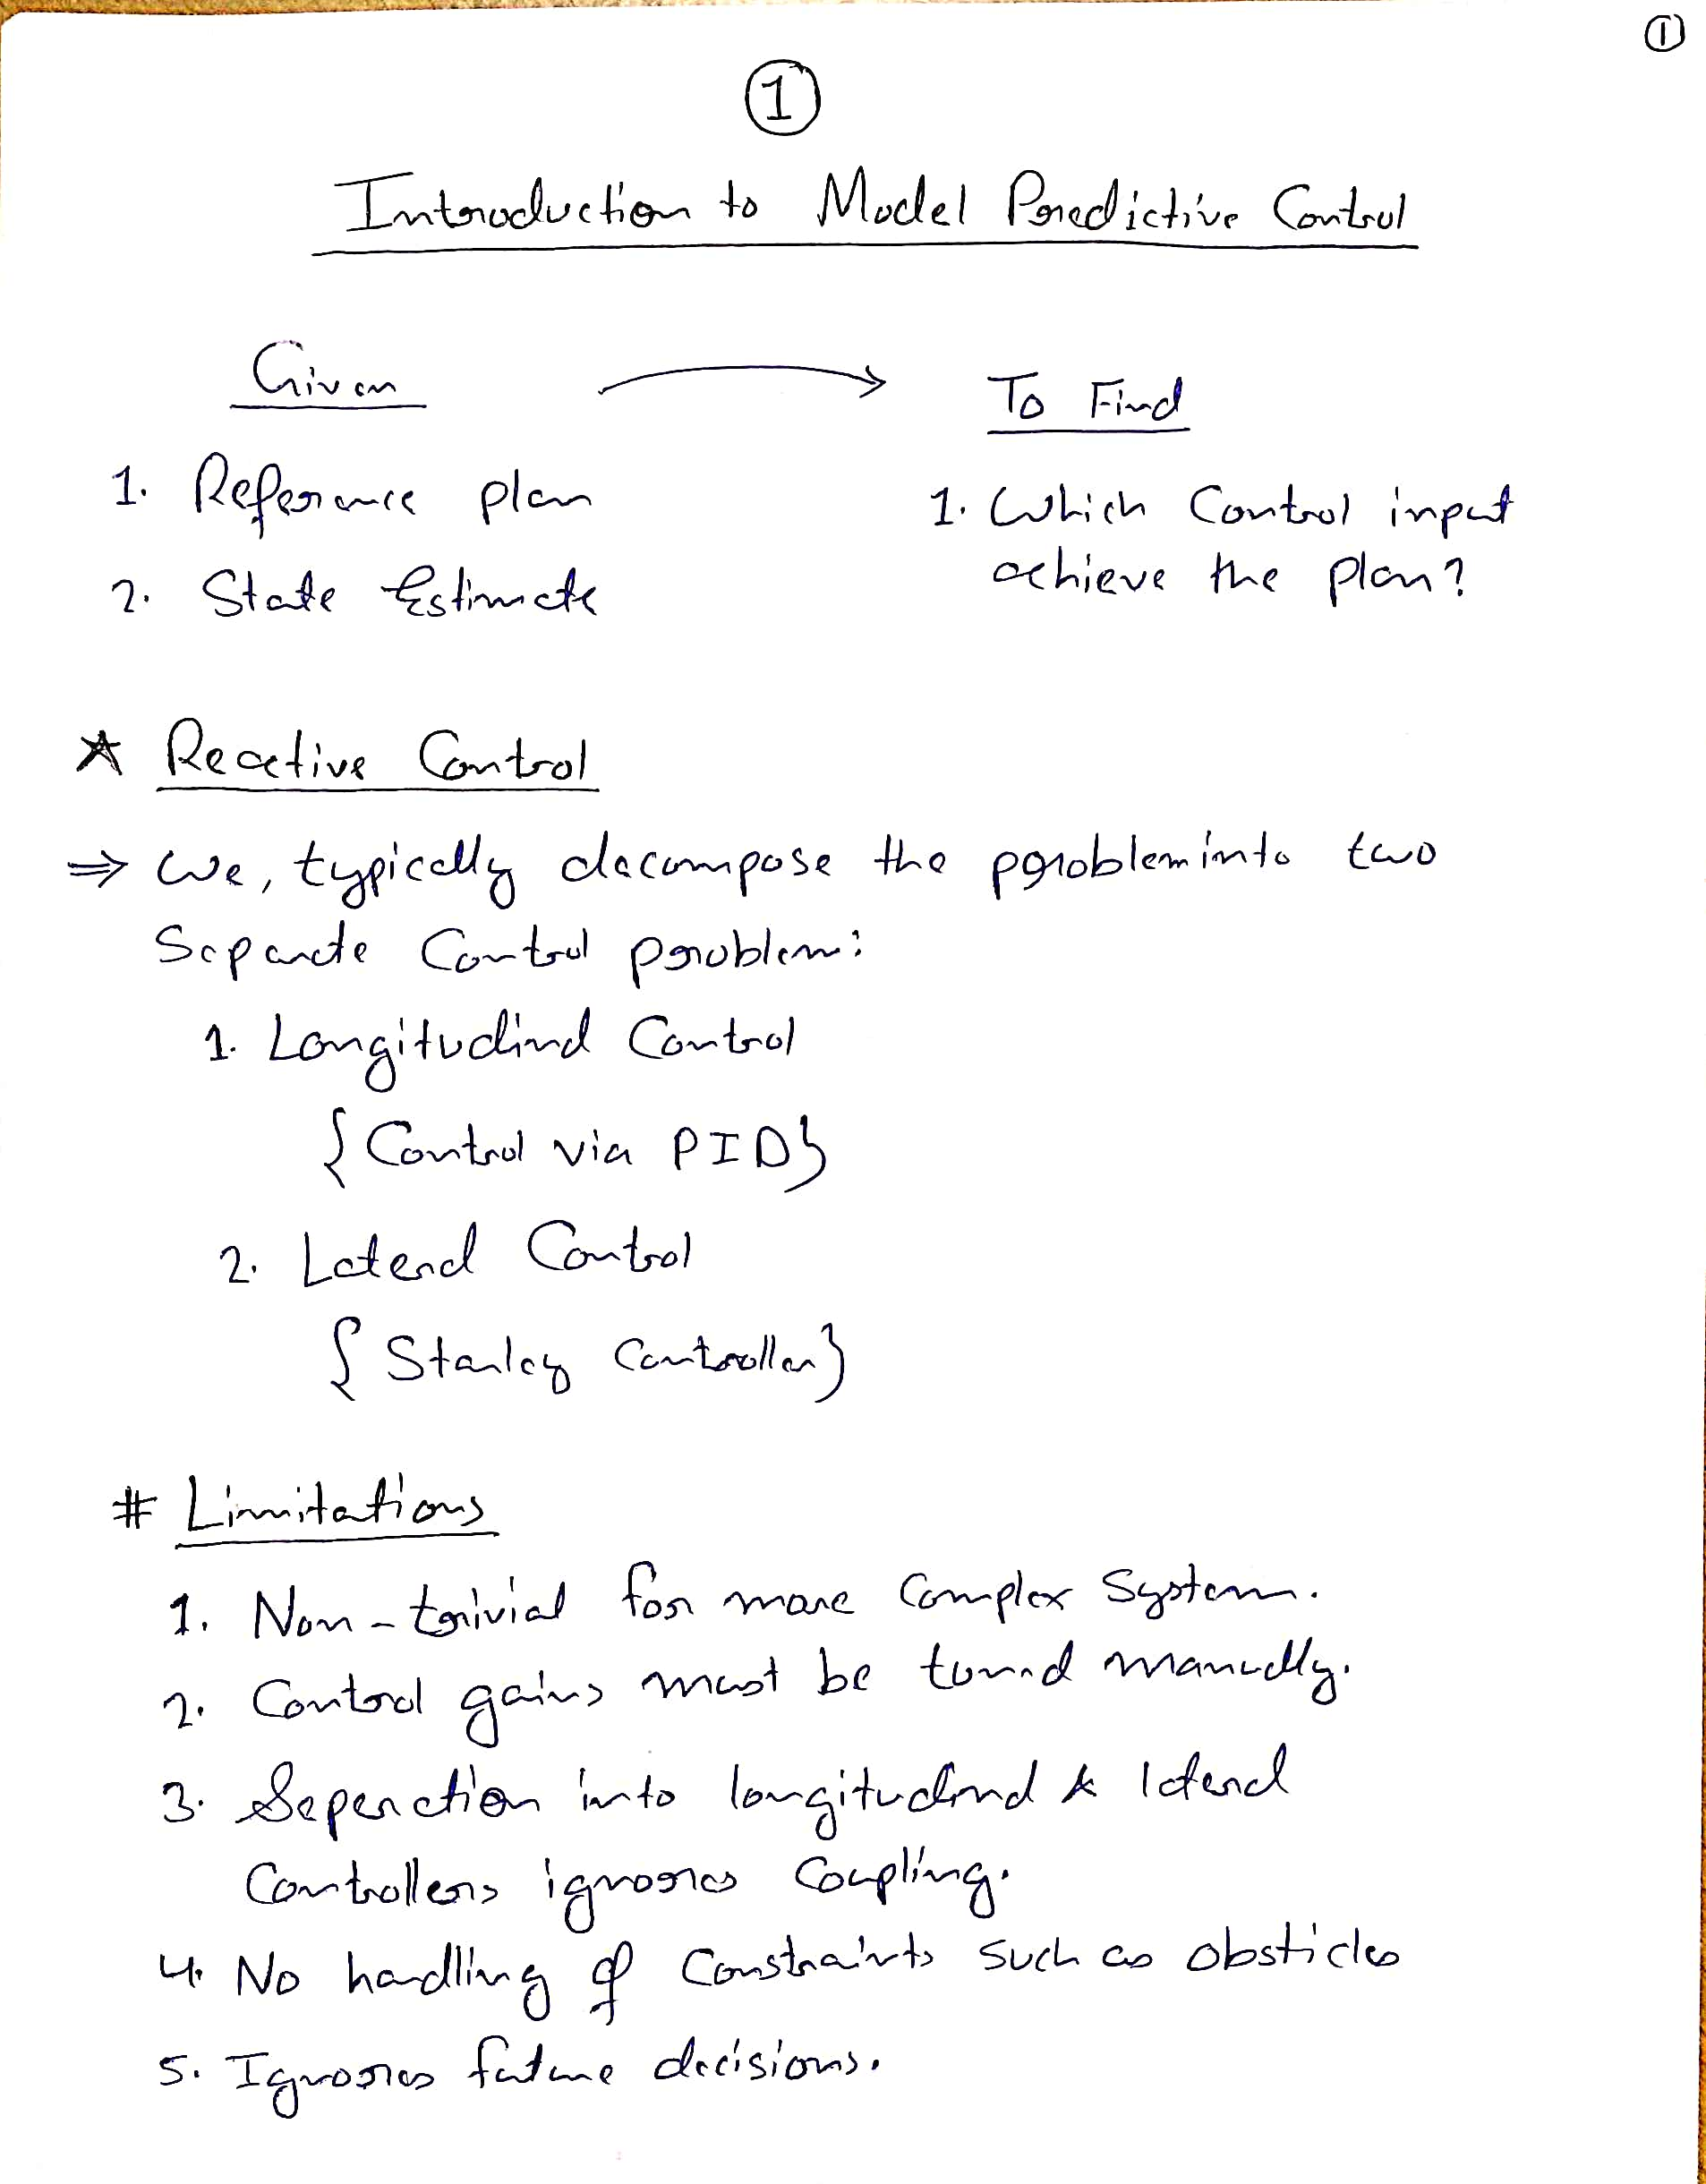 ①
①
Introduction to Model Predictive Control
Given → To Find
1. Reference plan
2. State Estimate
1. Which Control input
achieve the plan?
☆ Reactive Control
⇒ We, typically decompose the problem into two
Separate Control problem:
1. Longitudinal Control
{Control via PID}
2. Lateral Control
{Stanley Controller}
# Limitations
1. Non-trivial for more Complex System.
2. Control gains must be tuned manually.
3. Seperation into longitudinal & lateral
Controllers ignores Coupling.
4. No handling of Constraints such as obsticles
5. Ignores future decisions.